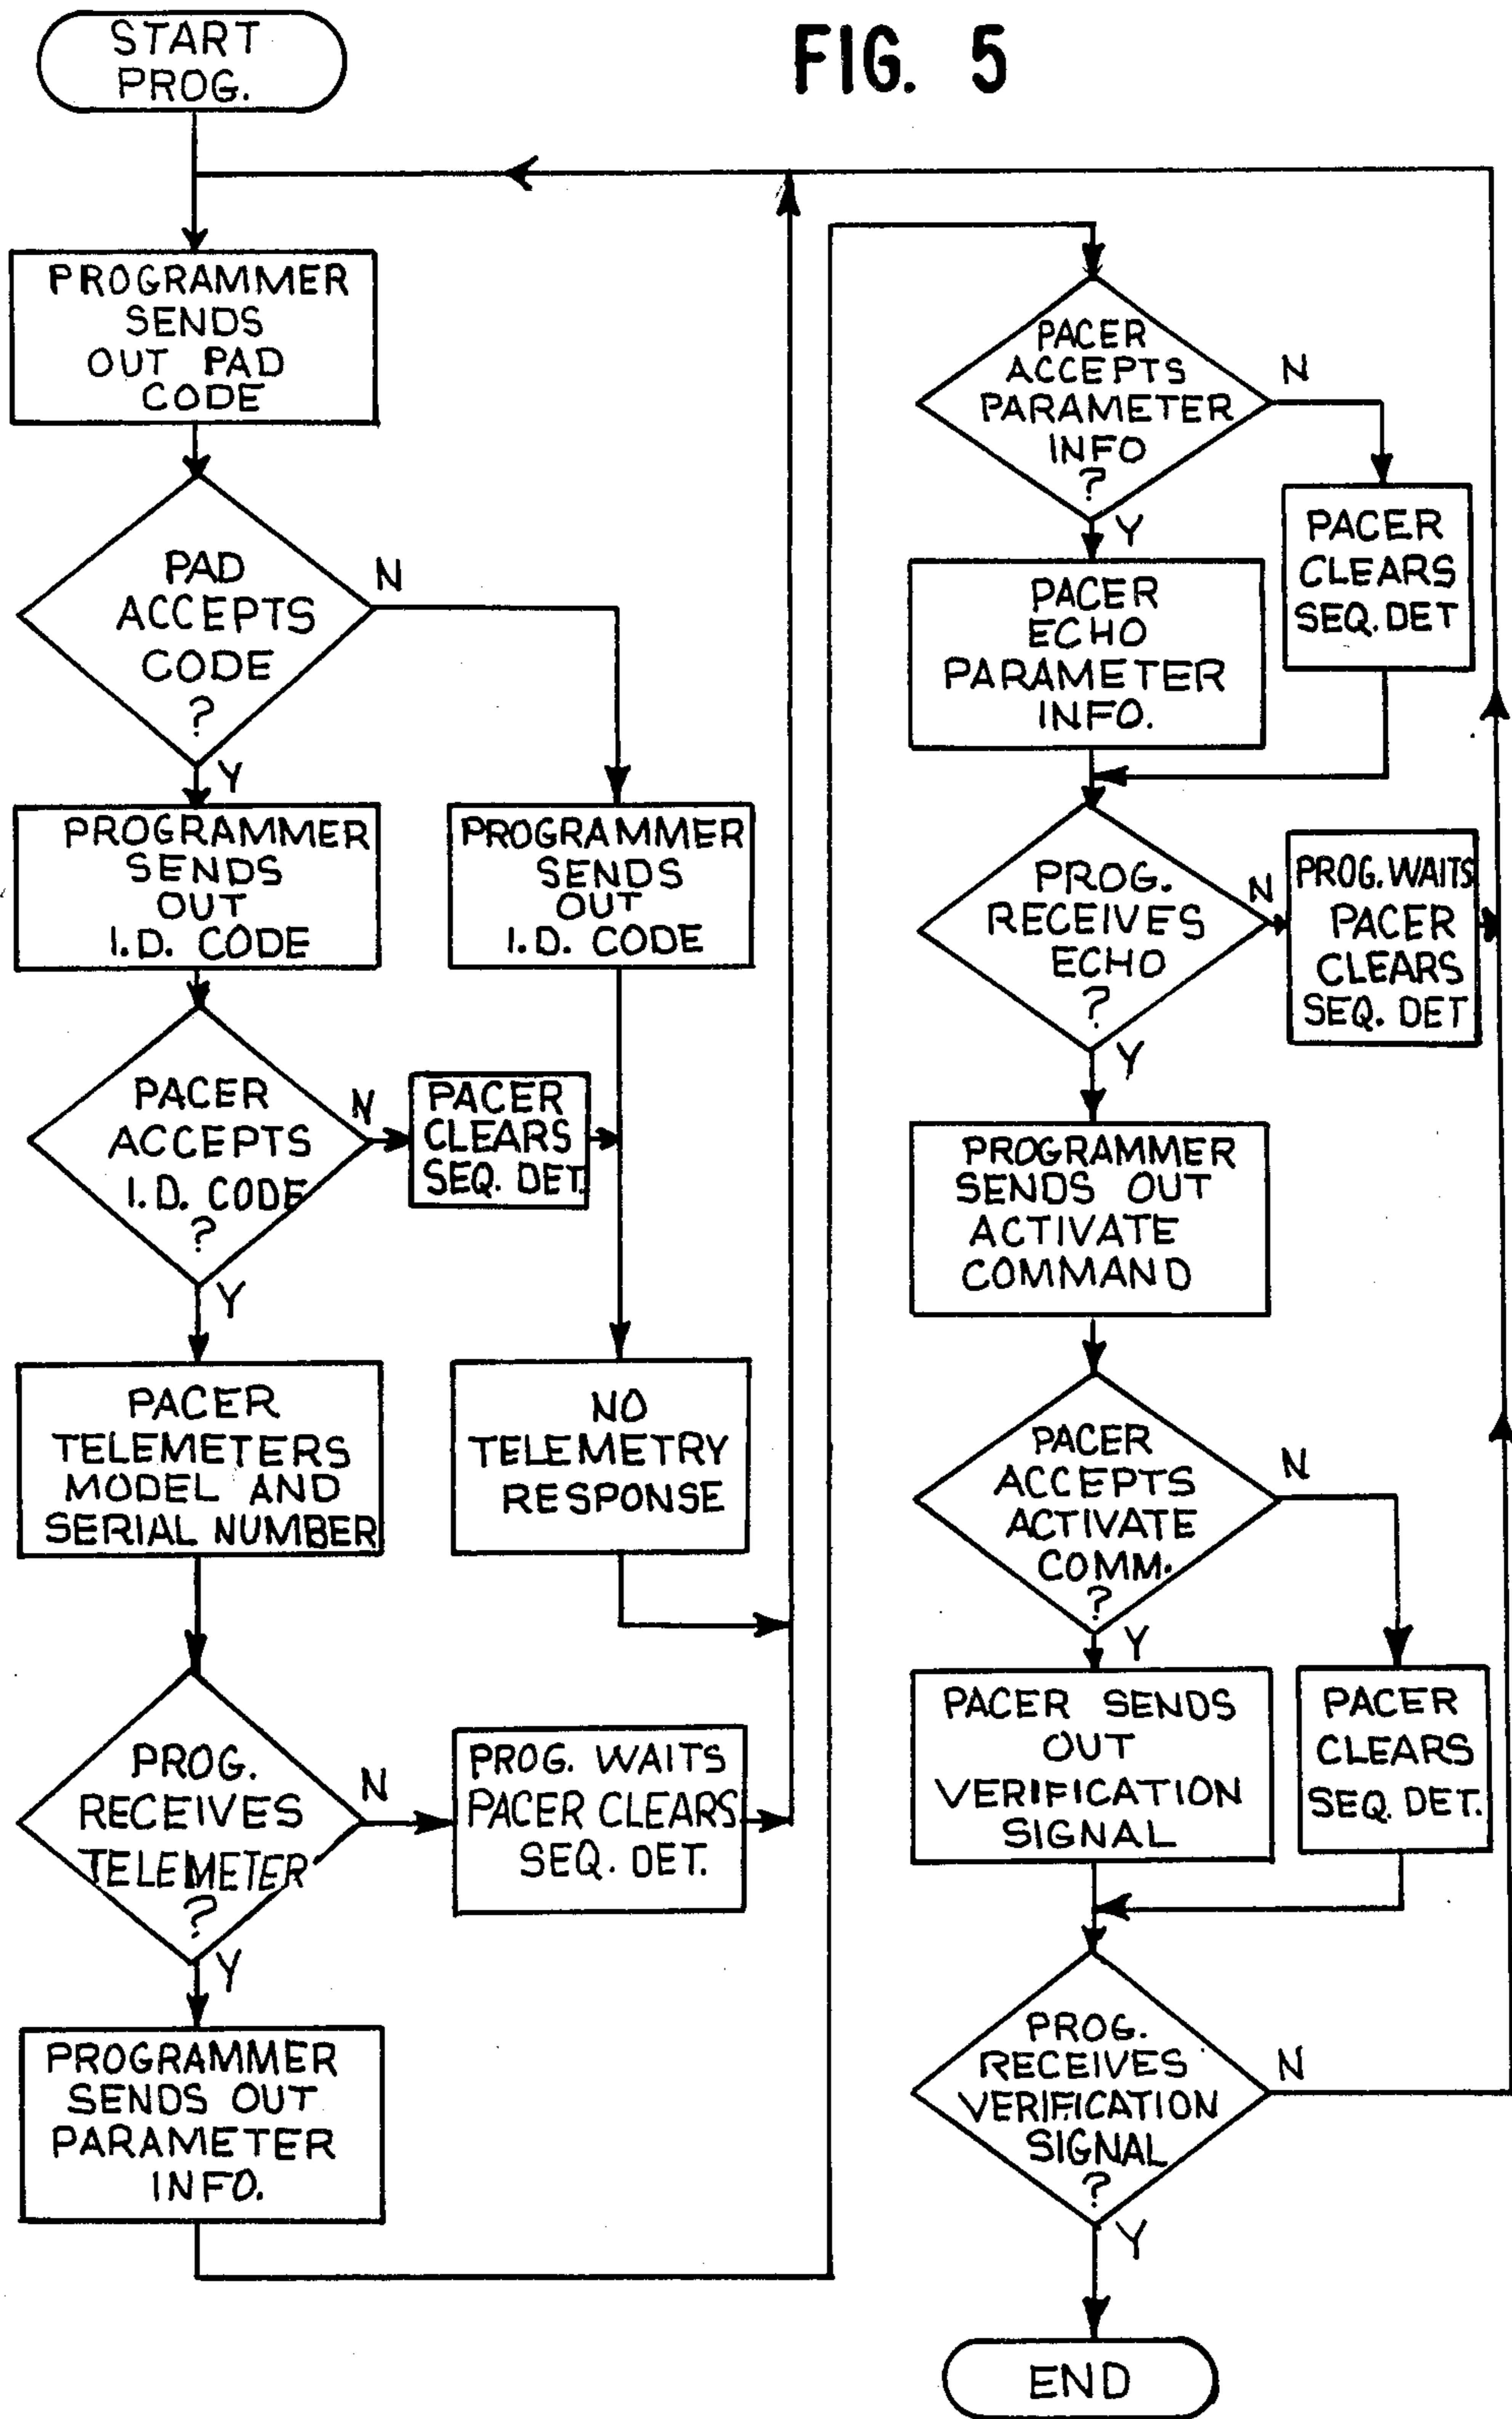 START
PROG.
FIG. 5
PROGRAMMER
SENDS
OUT PAD
CODE
PAD
ACCEPTS
CODE
?
N
Y
PROGRAMMER
SENDS
OUT
I.D. CODE
PROGRAMMER
SENDS
OUT
I.D. CODE
PACER
ACCEPTS
I.D. CODE
?
N
PACER
CLEARS
SEQ. DET.
Y
PACER
TELEMETERS
MODEL AND
SERIAL NUMBER
NO
TELEMETRY
RESPONSE
PROG.
RECEIVES
TELEMETER
?
N
PROG. WAITS
PACER CLEARS
SEQ. DET.
Y
PROGRAMMER
SENDS OUT
PARAMETER
INFO.
PACER
ACCEPTS
PARAMETER
INFO
?
N
PACER
CLEARS
SEQ. DET
Y
PACER
ECHO
PARAMETER
INFO.
PROG.
RECEIVES
ECHO
?
N
PROG. WAITS
PACER
CLEARS
SEQ. DET
Y
PROGRAMMER
SENDS OUT
ACTIVATE
COMMAND
PACER
ACCEPTS
ACTIVATE
COMM.
?
N
Y
PACER SENDS
OUT
VERIFICATION
SIGNAL
PACER
CLEARS
SEQ. DET.
PROG.
RECEIVES
VERIFICATION
SIGNAL
?
N
Y
END